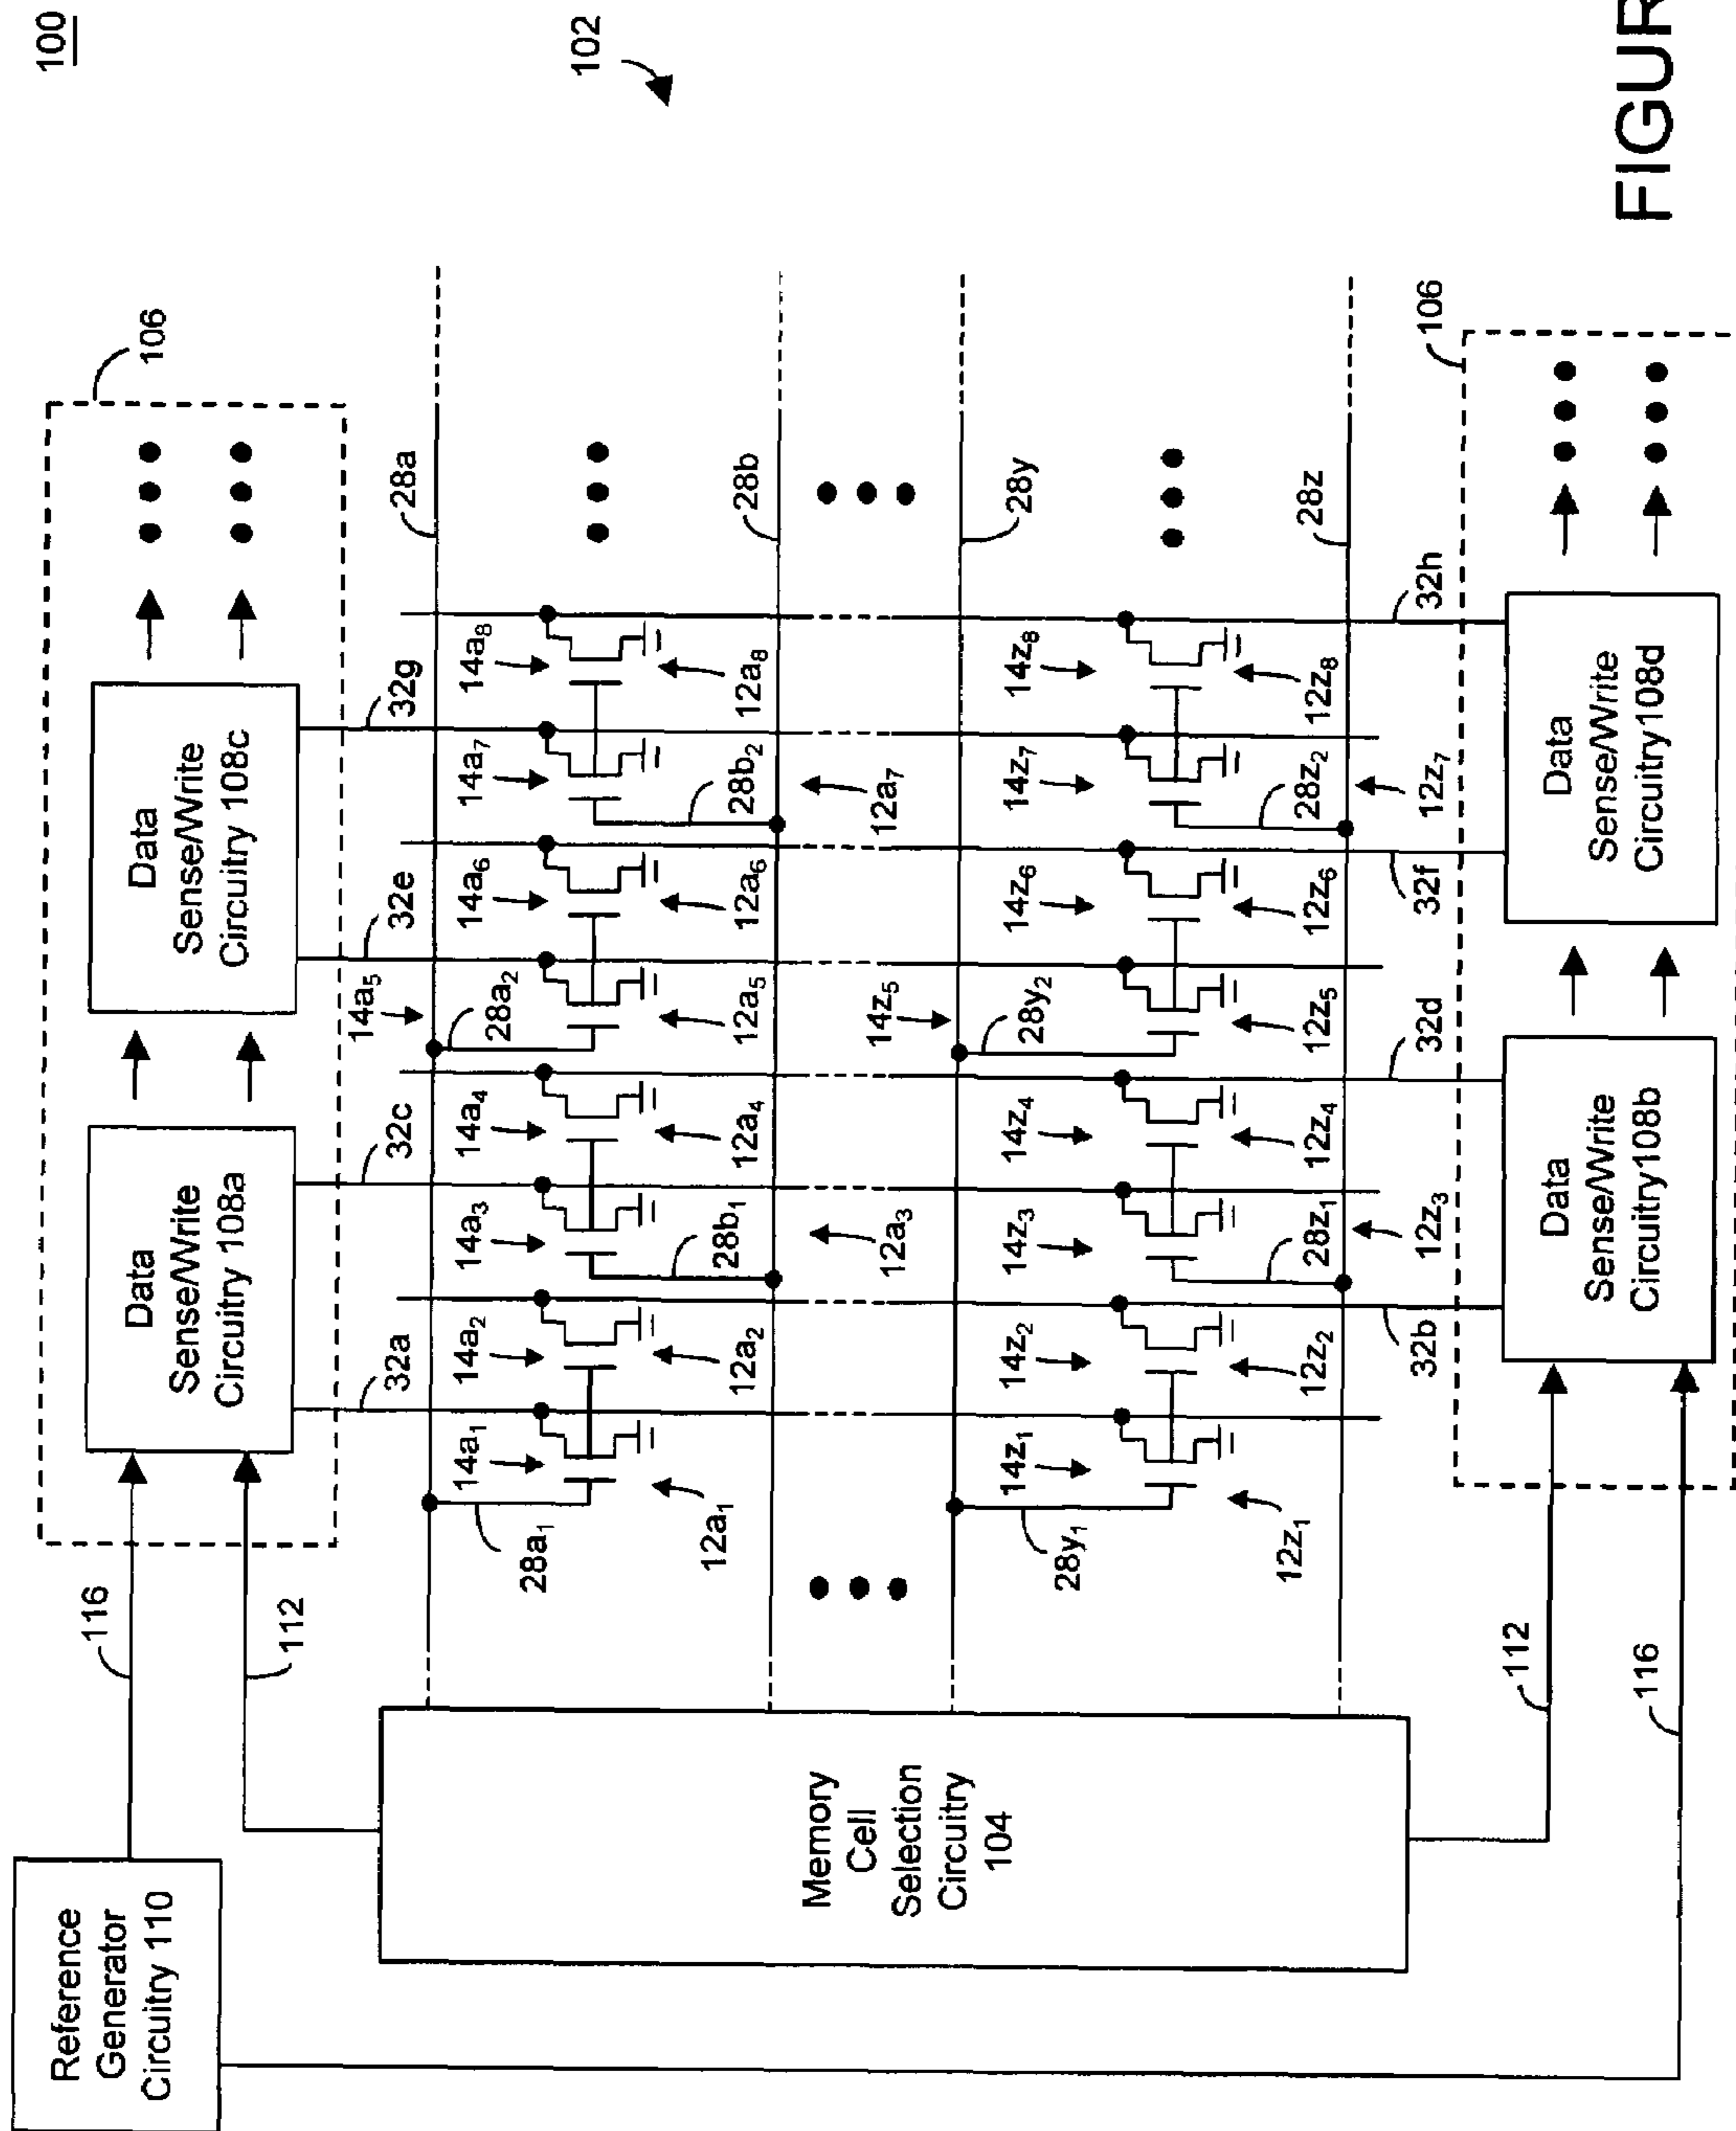 100
102
Reference
Generator
Circuitry 110
116
112
106
Data
Sense/Write
Circuitry 108a
Data
Sense/Write
Circuitry 108c
32a
32c
32e
32g
28a
14a₁
14a₂
14a₃
14a₄
14a₅
14a₆
14a₇
14a₈
28a₁
28b₁
28a₂
28b₂
12a₁
12a₂
12a₃
12a₄
12a₅
12a₆
12a₇
12a₈
28b
Memory
Cell
Selection
Circuitry
104
28y
14z₁
14z₂
14z₃
14z₄
14z₅
14z₆
14z₇
14z₈
28y₁
28z₁
28y₂
28z₂
12z₁
12z₂
12z₃
12z₄
12z₅
12z₆
12z₇
12z₈
28z
32b
32d
32f
32h
106
112
116
Data
Sense/Write
Circuitry108b
Data
Sense/Write
Circuitry108d